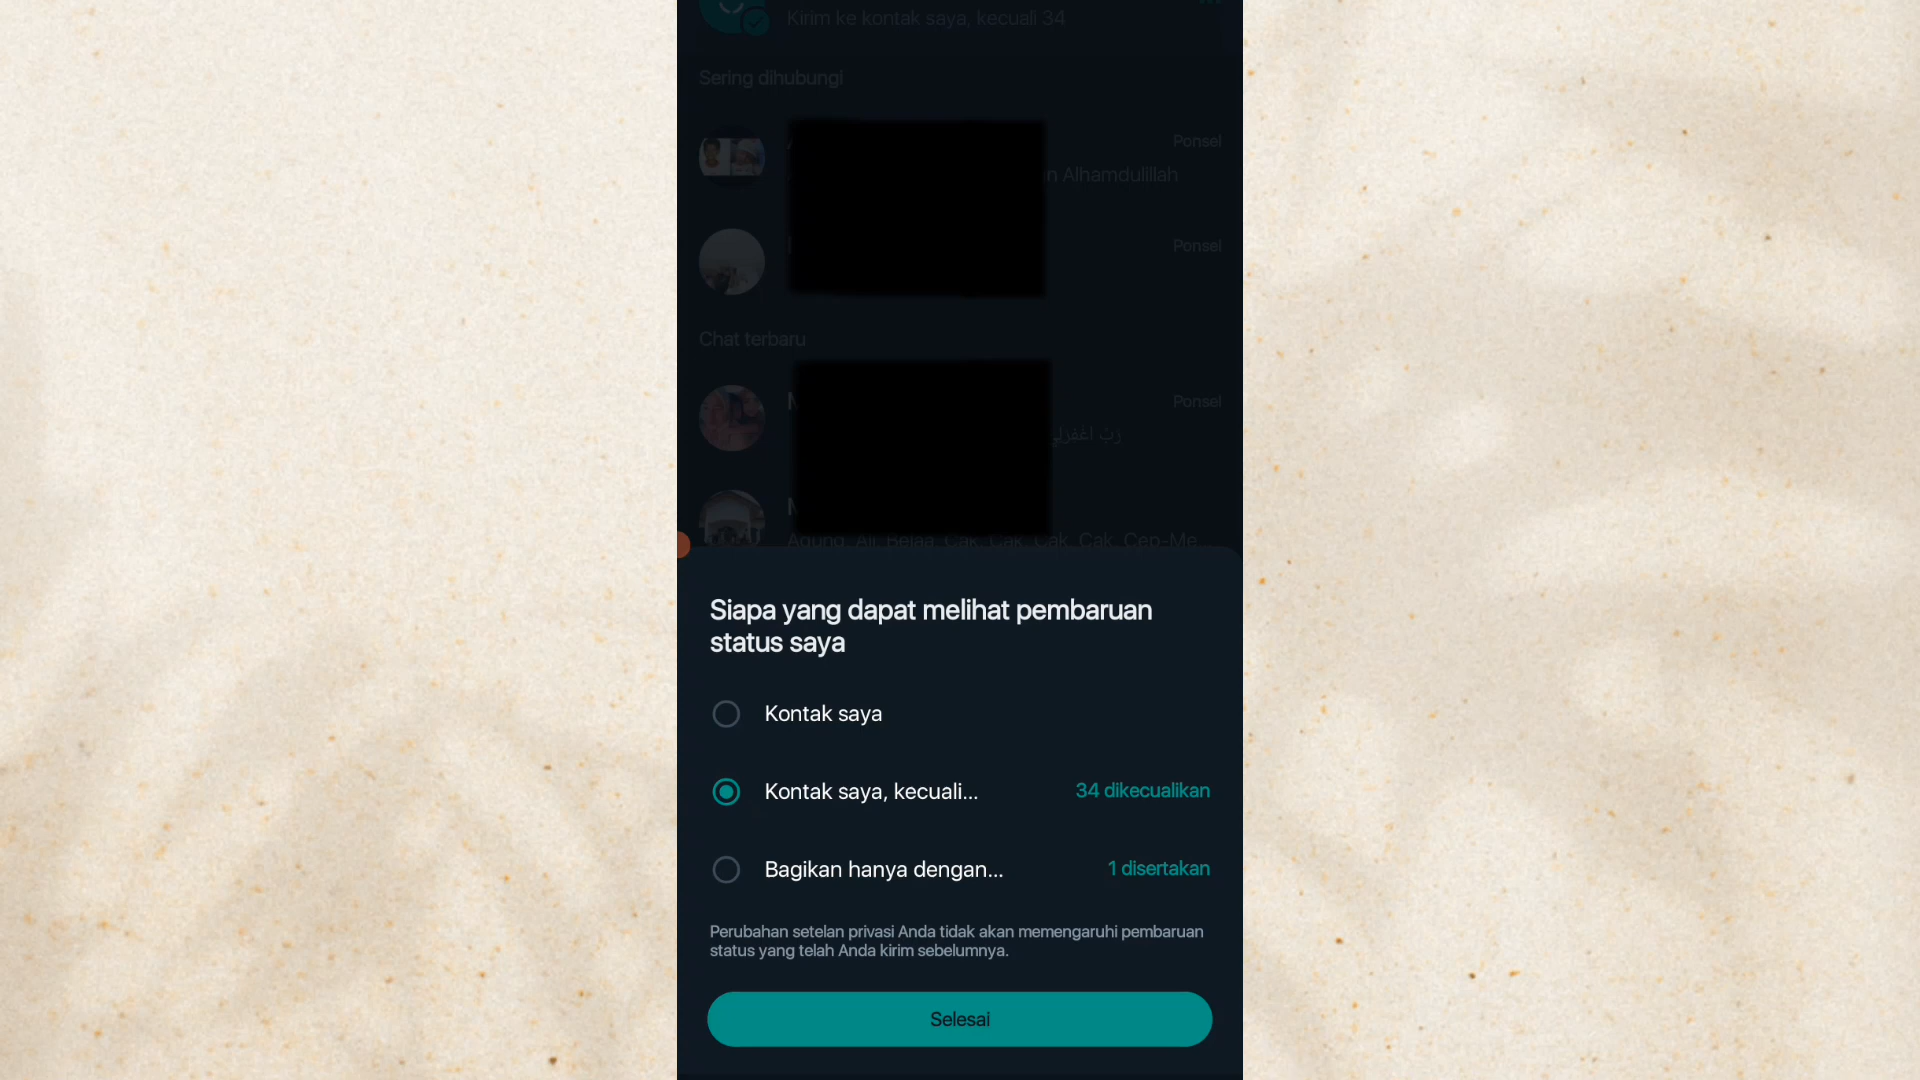 Kirim ke kontak saya, kecuali 34
Sering dihubungi
Ponsel
n Alhamdulillah
Ponsel
Chat terbaru
M
Ponsel
رَبِّ اغْفِرْلِي
M
Agung, Ali, Belaa, Cak, Cak, Cak, Cak, Cep-Me
Siapa yang dapat melihat pembaruan
status saya
Kontak saya
Kontak saya, kecuali...
34 dikecualikan
Bagikan hanya dengan...
1 disertakan
Perubahan setelan privasi Anda tidak akan memengaruhi pembaruan
status yang telah Anda kirim sebelumnya.
Selesai